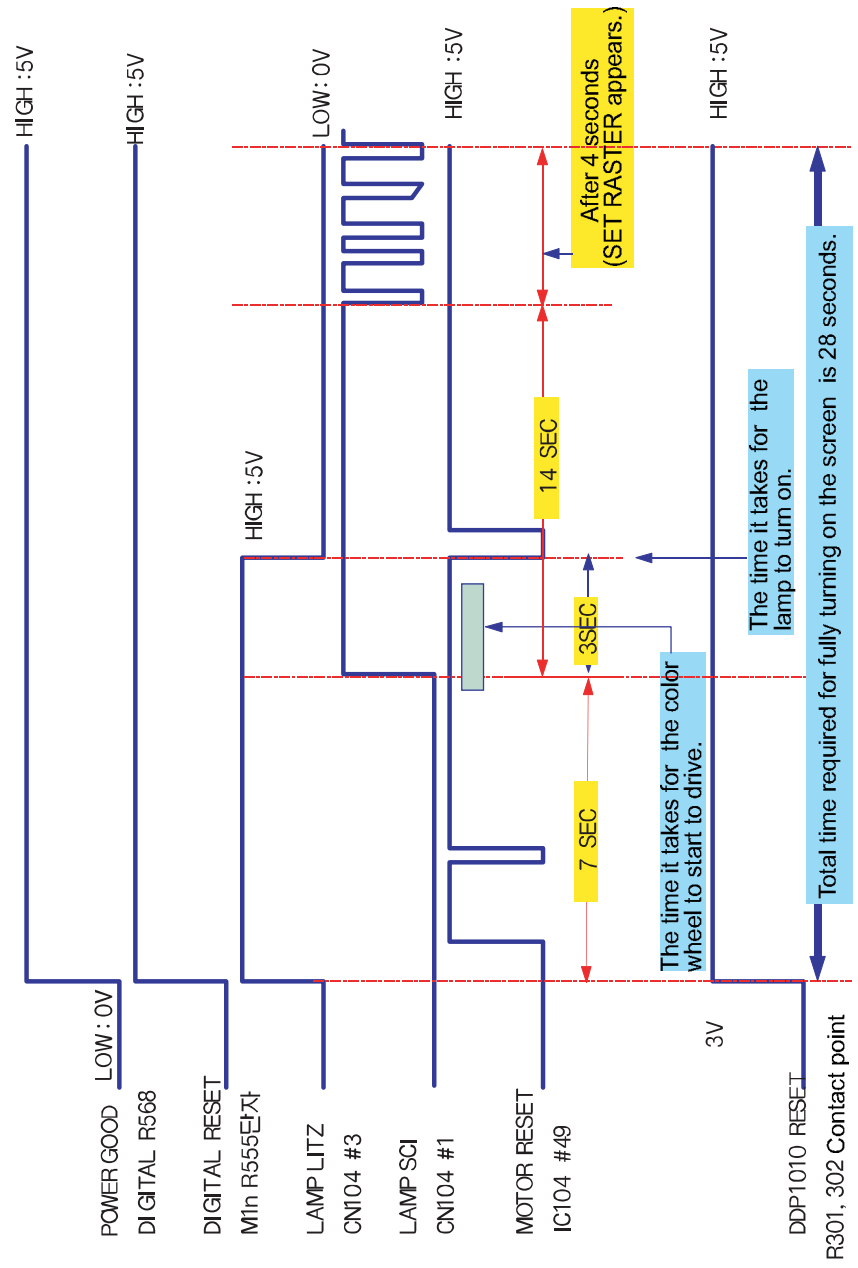 POWER GOOD
DIGITAL R568
LOW: 0V
HIGH :5V
DIGITAL RESET
M1n R555단자
HIGH :5V
LAMP LITZ
CN104 #3
HIGH :5V
LOW: 0V
LAMP SCI
CN104 #1
MOTOR RESET
IC104 #49
HIGH :5V
7 SEC
3SEC
14 SEC
After 4 seconds
(SET RASTER appears.)
The time it takes for the color
wheel to start to drive.
The time it takes for the
lamp to turn on.
3V
HIGH :5V
DDP1010 RESET
R301, 302 Contact point
Total time required for fully turning on the screen is 28 seconds.